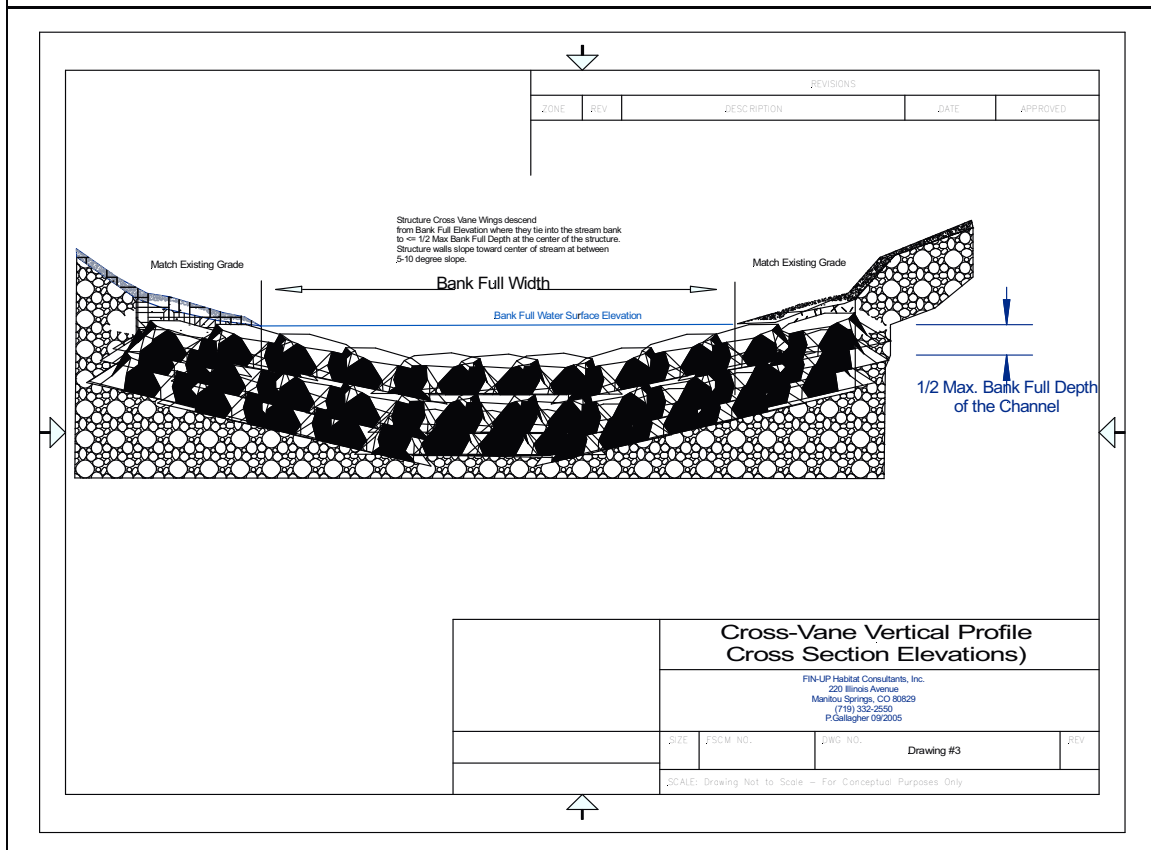 REVISIONS
ZONE REV DESCRIPTION DATE APPROVED
Structure Cross Vane Wings descend
from Bank Full Elevation where they tie into the stream bank
to <= 1/2 Max Bank Full Depth at the center of the structure.
Structure walls slope toward center of stream at between
5-10 degree slope.
Match Existing Grade
Match Existing Grade
Bank Full Width
Bank Full Water Surface Elevation
1/2 Max. Bank Full Depth
of the Channel
Cross-Vane Vertical Profile
Cross Section Elevations)
FIN-UP Habitat Consultants, Inc.
220 Illinois Avenue
Manitou Springs, CO 80829
(719) 332-2550
P.Gallagher 09/2005
SIZE FSCM NO. DWG NO. REV
Drawing #3
SCALE: Drawing Not to Scale - For Conceptual Purposes Only